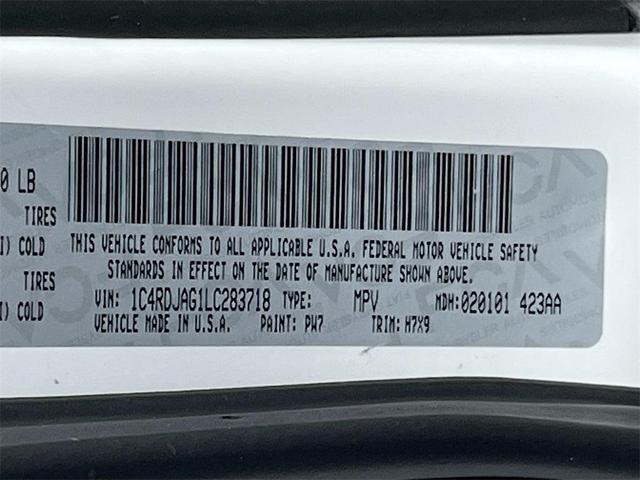 0 LB
TIRES
I) COLD
TIRES
I) COLD
THIS VEHICLE CONFORMS TO ALL APPLICABLE U.S.A. FEDERAL MOTOR VEHICLE SAFETY
STANDARDS IN EFFECT ON THE DATE OF MANUFACTURE SHOWN ABOVE.
VIN: 1C4RDJAG1LC283718 TYPE: MPV MDH:020101 423AA
VEHICLE MADE IN U.S.A. PAINT: PW7 TRIM: H7X9